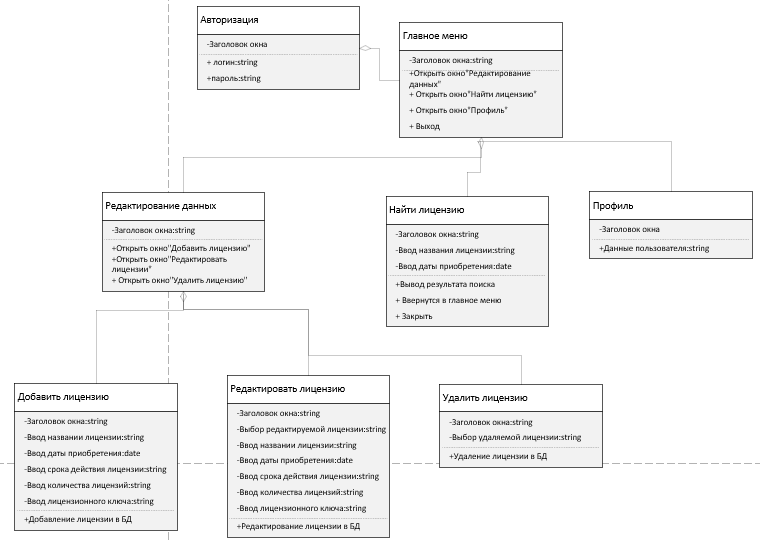 Авторизация
-Заголовок окна
+ логин:string
+пароль:string
Главное меню
-Заголовок окна:string
+Открыть окно"Редактирование
данных"
+ Открыть окно"Найти лицензию"
+ Открыть окно"Профиль"
+ Выход
Редактирование данных
-Заголовок окна:string
+Открыть окно"Добавить лицензию"
+Открыть окно"Редактировать
лицензии"
+ Открыть окно"Удалить лицензию"
Найти лицензию
-Заголовок окна:string
-Ввод названия лицензии:string
-Ввод даты приобретения:date
+Вывод результата поиска
+ Ввернутся в главное меню
+ Закрыть
Профиль
-Заголовок окна
+Данные пользователя:string
Добавить лицензию
-Заголовок окна:string
-Ввод названии лицензии:string
-Ввод даты приобретения:date
-Ввод срока действия лицензии:string
-Ввод количества лицензий:string
-Ввод лицензионного ключа:string
+Добавление лицензии в БД
Редактировать лицензию
-Заголовок окна:string
-Выбор редактируемой лицензии:string
-Ввод названии лицензии:string
-Ввод даты приобретения:date
-Ввод срока действия лицензии:string
-Ввод количества лицензий:string
-Ввод лицензионного ключа:string
+Редактирование лицензии в БД
Удалить лицензию
-Заголовок окна:string
-Выбор удаляемой лицензии:string
+Удаление лицензии в БД